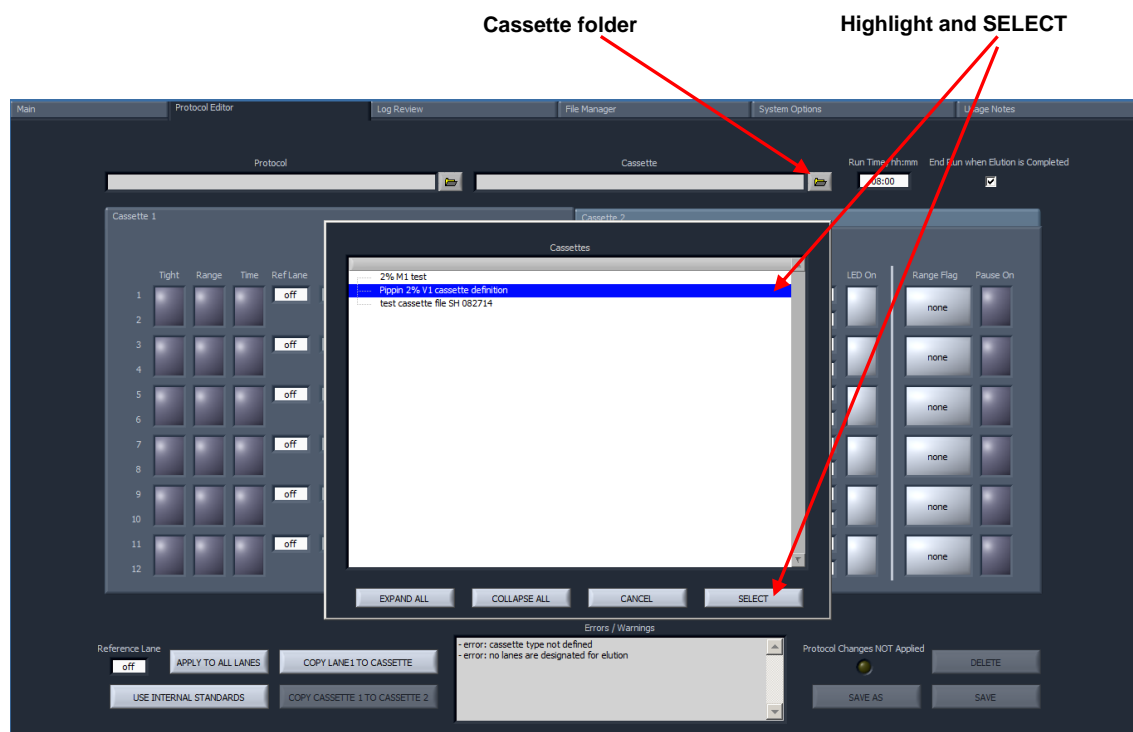 Cassette folder
Highlight and SELECT
Main
Protocol Editor
Log Review
File Manager
System Options
Usage Notes
Protocol
Cassette
Run Time, hh:mm
End Run when Elution is Completed
08:00
Cassette 1
Cassette 2
Cassettes
Tight
Range
Time
Ref Lane
LED On
Range Flag
Pause On
2% M1 test
Pippin 2% V1 cassette definition
test cassette file SH 082714
1
off
none
2
3
off
none
4
5
off
none
6
7
off
none
8
9
off
none
10
11
off
none
12
EXPAND ALL
COLLAPSE ALL
CANCEL
SELECT
Errors / Warnings
- error: cassette type not defined
- error: no lanes are designated for elution
Reference Lane
off
APPLY TO ALL LANES
COPY LANE1 TO CASSETTE
Protocol Changes NOT Applied
DELETE
USE INTERNAL STANDARDS
COPY CASSETTE 1 TO CASSETTE 2
SAVE AS
SAVE